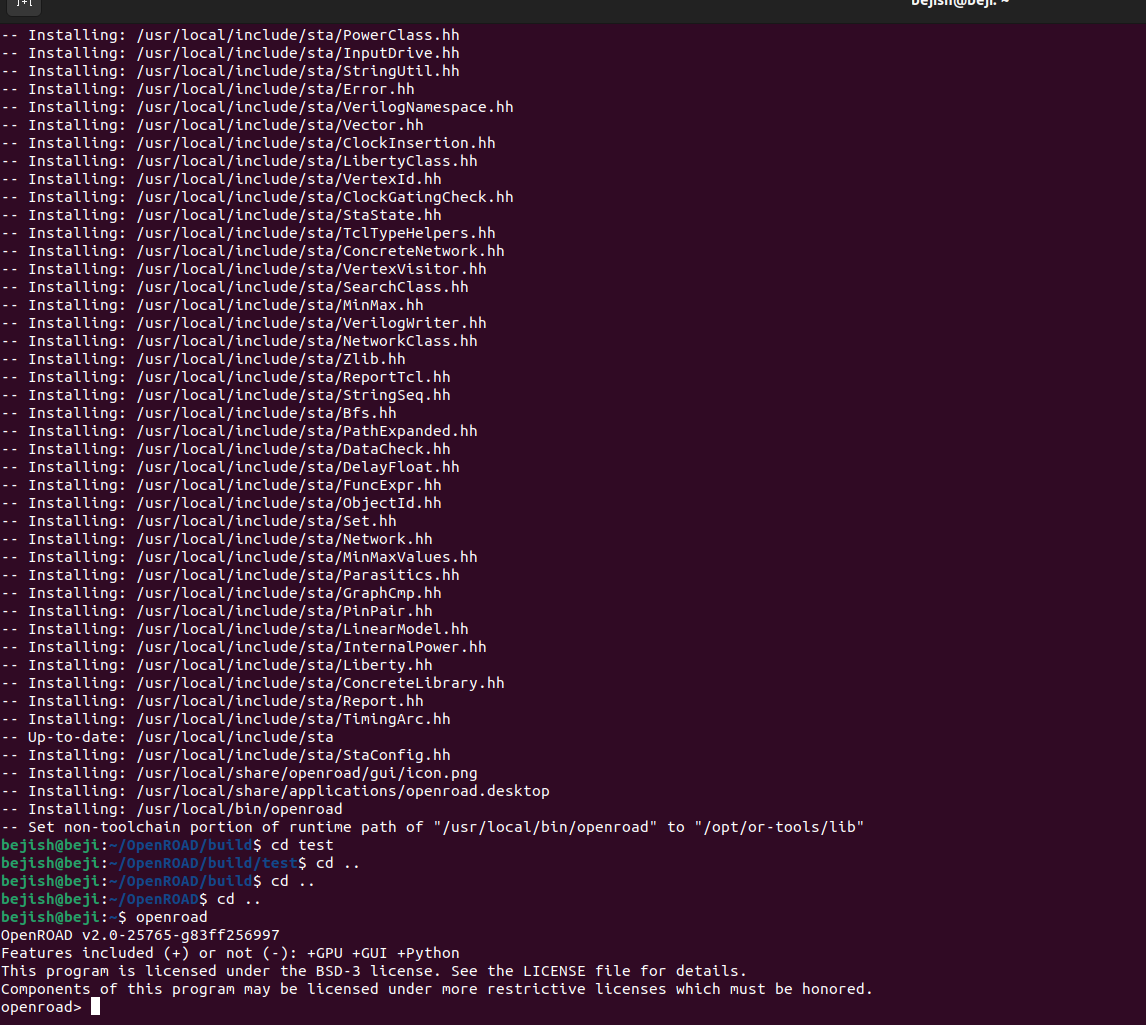 bejish@beji: ~
-- Installing: /usr/local/include/sta/PowerClass.hh
-- Installing: /usr/local/include/sta/InputDrive.hh
-- Installing: /usr/local/include/sta/StringUtil.hh
-- Installing: /usr/local/include/sta/Error.hh
-- Installing: /usr/local/include/sta/VerilogNamespace.hh
-- Installing: /usr/local/include/sta/Vector.hh
-- Installing: /usr/local/include/sta/ClockInsertion.hh
-- Installing: /usr/local/include/sta/LibertyClass.hh
-- Installing: /usr/local/include/sta/VertexId.hh
-- Installing: /usr/local/include/sta/ClockGatingCheck.hh
-- Installing: /usr/local/include/sta/StaState.hh
-- Installing: /usr/local/include/sta/TclTypeHelpers.hh
-- Installing: /usr/local/include/sta/ConcreteNetwork.hh
-- Installing: /usr/local/include/sta/VertexVisitor.hh
-- Installing: /usr/local/include/sta/SearchClass.hh
-- Installing: /usr/local/include/sta/MinMax.hh
-- Installing: /usr/local/include/sta/VerilogWriter.hh
-- Installing: /usr/local/include/sta/NetworkClass.hh
-- Installing: /usr/local/include/sta/Zlib.hh
-- Installing: /usr/local/include/sta/ReportTcl.hh
-- Installing: /usr/local/include/sta/StringSeq.hh
-- Installing: /usr/local/include/sta/Bfs.hh
-- Installing: /usr/local/include/sta/PathExpanded.hh
-- Installing: /usr/local/include/sta/DataCheck.hh
-- Installing: /usr/local/include/sta/DelayFloat.hh
-- Installing: /usr/local/include/sta/FuncExpr.hh
-- Installing: /usr/local/include/sta/ObjectId.hh
-- Installing: /usr/local/include/sta/Set.hh
-- Installing: /usr/local/include/sta/Network.hh
-- Installing: /usr/local/include/sta/MinMaxValues.hh
-- Installing: /usr/local/include/sta/Parasitics.hh
-- Installing: /usr/local/include/sta/GraphCmp.hh
-- Installing: /usr/local/include/sta/PinPair.hh
-- Installing: /usr/local/include/sta/LinearModel.hh
-- Installing: /usr/local/include/sta/InternalPower.hh
-- Installing: /usr/local/include/sta/Liberty.hh
-- Installing: /usr/local/include/sta/ConcreteLibrary.hh
-- Installing: /usr/local/include/sta/Report.hh
-- Installing: /usr/local/include/sta/TimingArc.hh
-- Up-to-date: /usr/local/include/sta
-- Installing: /usr/local/include/sta/StaConfig.hh
-- Installing: /usr/local/share/openroad/gui/icon.png
-- Installing: /usr/local/share/applications/openroad.desktop
-- Installing: /usr/local/bin/openroad
-- Set non-toolchain portion of runtime path of "/usr/local/bin/openroad" to "/opt/or-tools/lib"
bejish@beji:~/OpenROAD/build$ cd test
bejish@beji:~/OpenROAD/build/test$ cd ..
bejish@beji:~/OpenROAD/build$ cd ..
bejish@beji:~/OpenROAD$ cd ..
bejish@beji:~$ openroad
OpenROAD v2.0-25765-g83ff256997
Features included (+) or not (-): +GPU +GUI +Python
This program is licensed under the BSD-3 license. See the LICENSE file for details.
Components of this program may be licensed under more restrictive licenses which must be honored.
openroad>